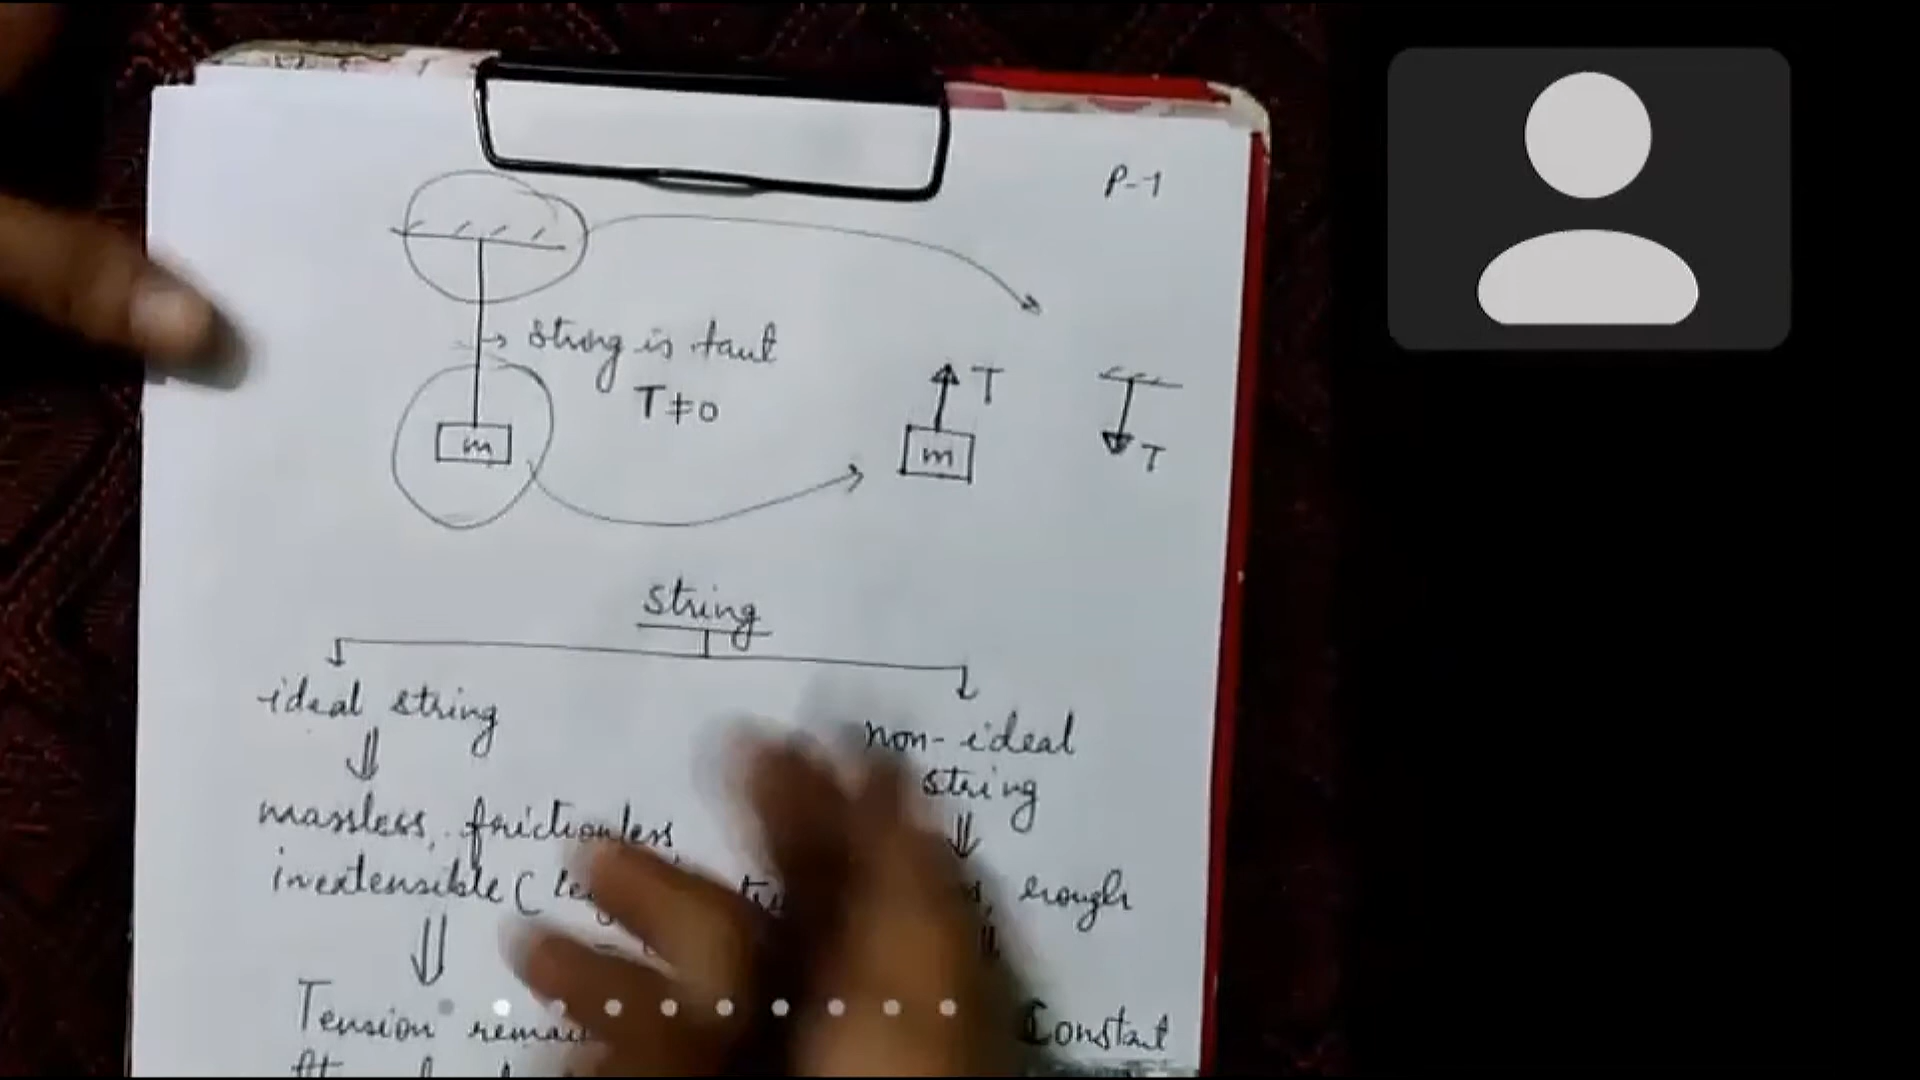 P-1
string is taut
T≠0
m
T
m
T
string
ideal string
non-ideal
string
massless, frictionless,
inextensible (
rough
Tension
Constant